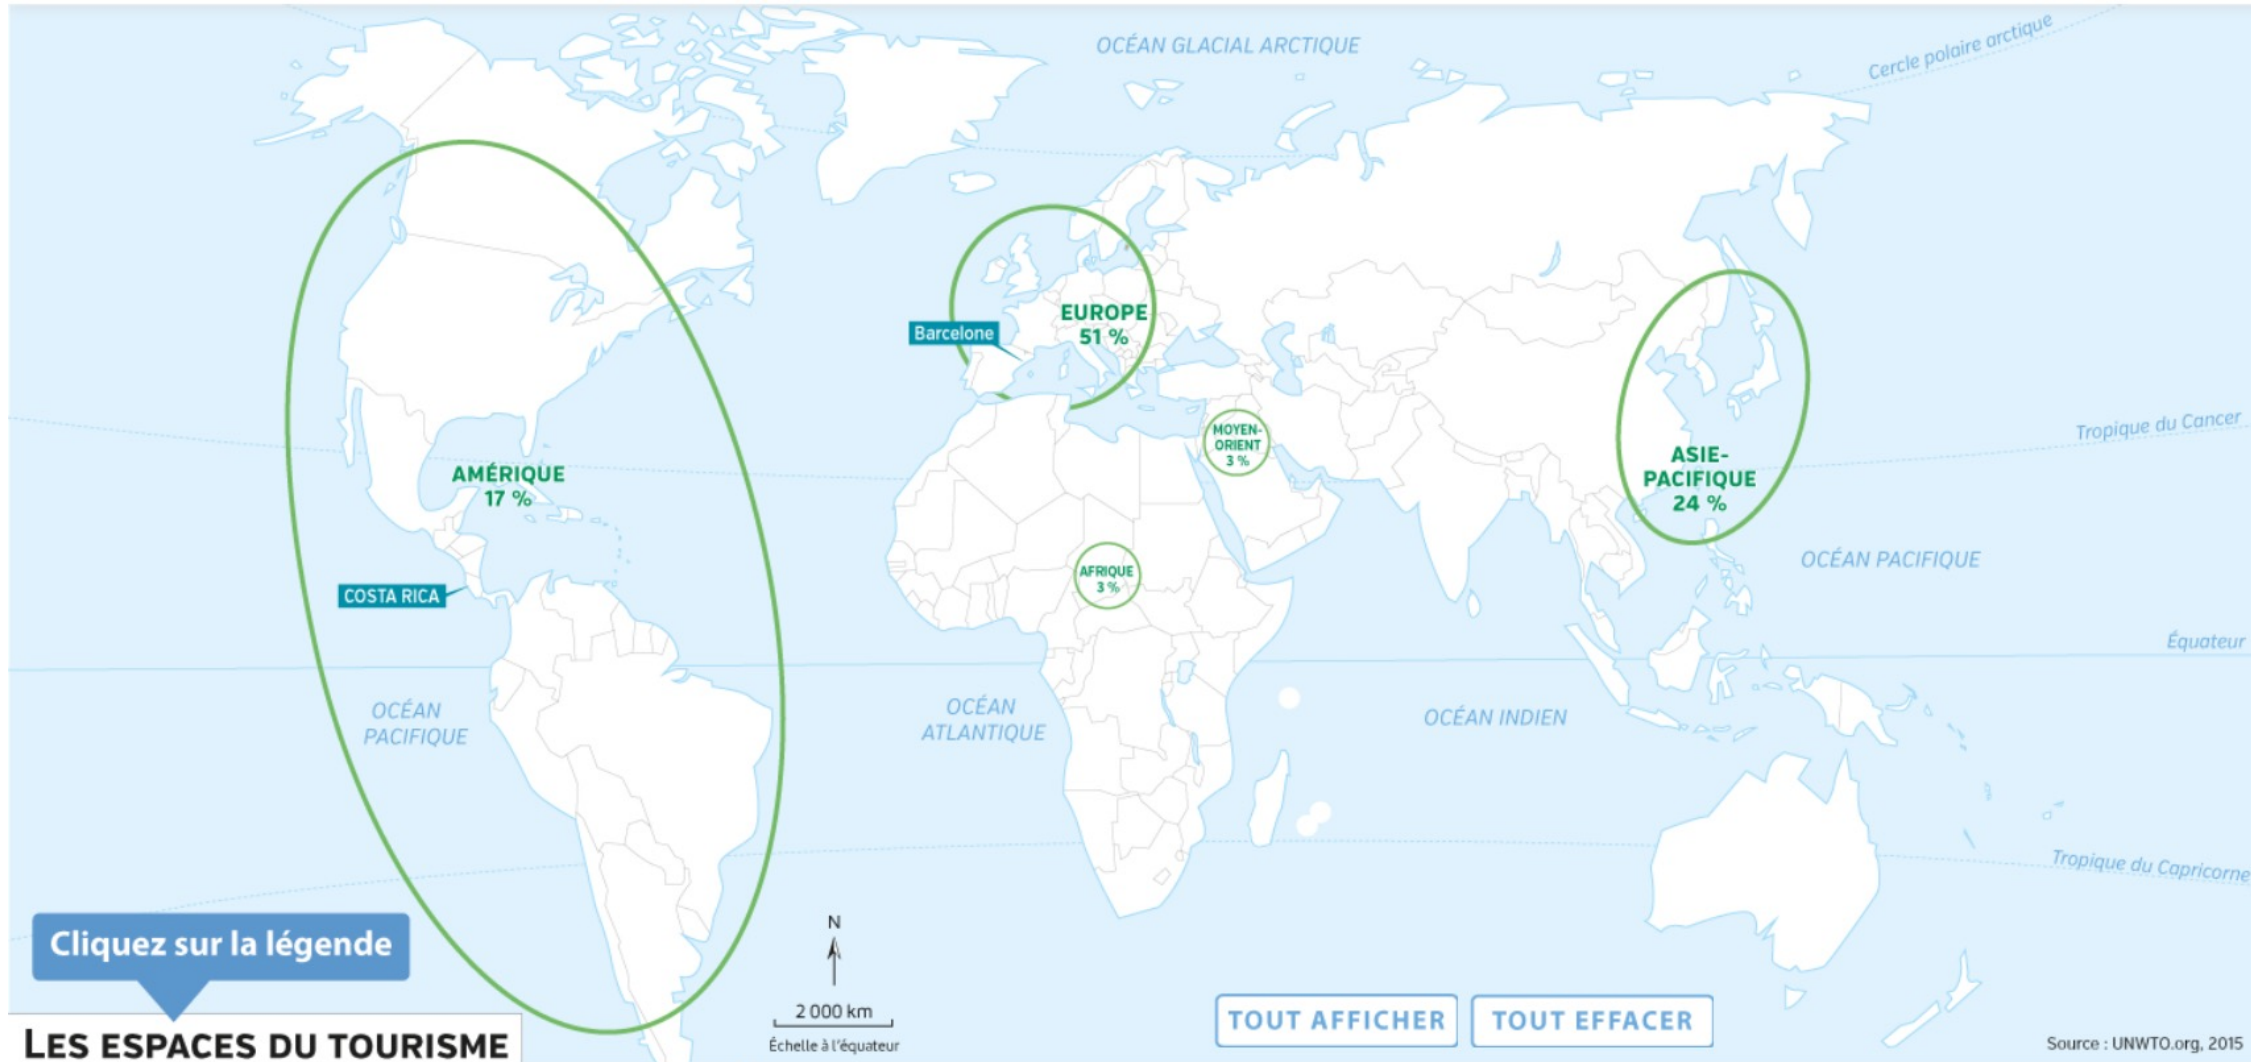 OCÉAN GLACIAL ARCTIQUE
Cercle polaire arctique
EUROPE
51 %
Barcelone
Tropique du Cancer
MOYEN-
ORIENT
3 %
ASIE-
PACIFIQUE
24 %
AMÉRIQUE
17 %
OCÉAN PACIFIQUE
AFRIQUE
3 %
COSTA RICA
Équateur
OCÉAN
PACIFIQUE
OCÉAN
ATLANTIQUE
OCÉAN INDIEN
Tropique du Capricorne
Cliquez sur la légende
N
2 000 km
Échelle à l'équateur
TOUT AFFICHER
TOUT EFFACER
LES ESPACES DU TOURISME
Source : UNWTO.org, 2015